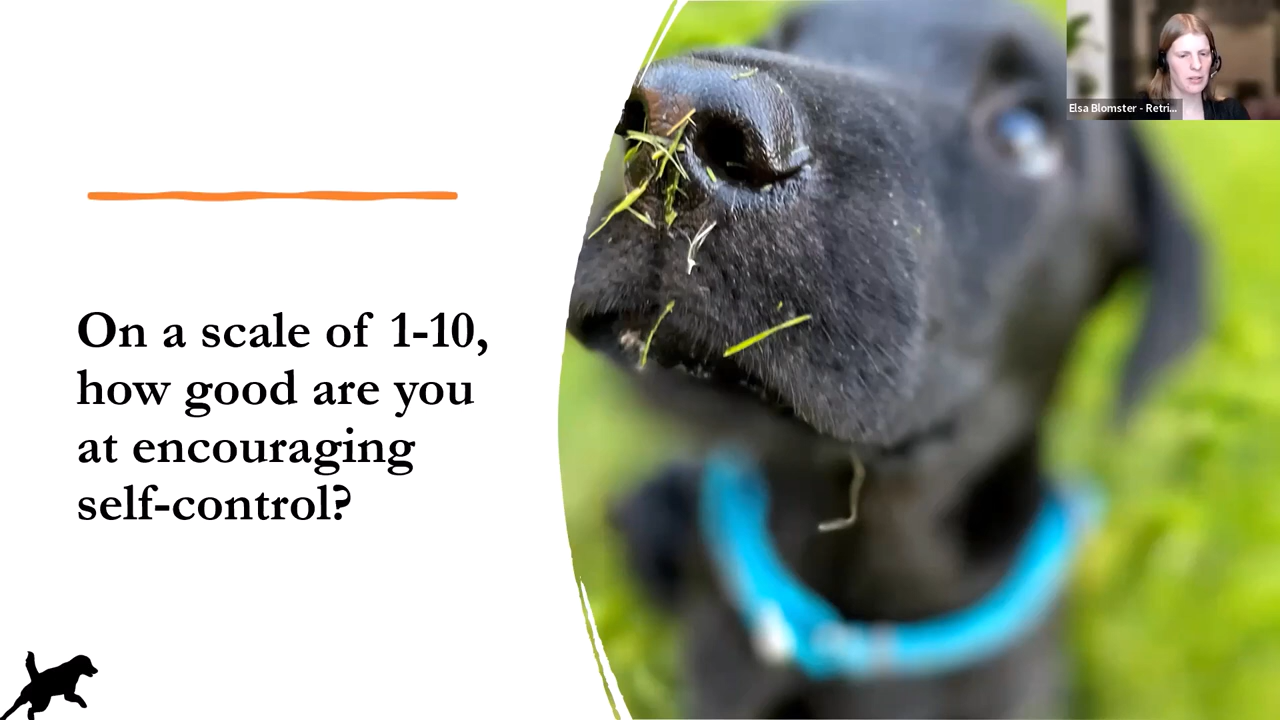 Elsa Blomster - Retri...
On a scale of 1-10,
how good are you
at encouraging
self-control?